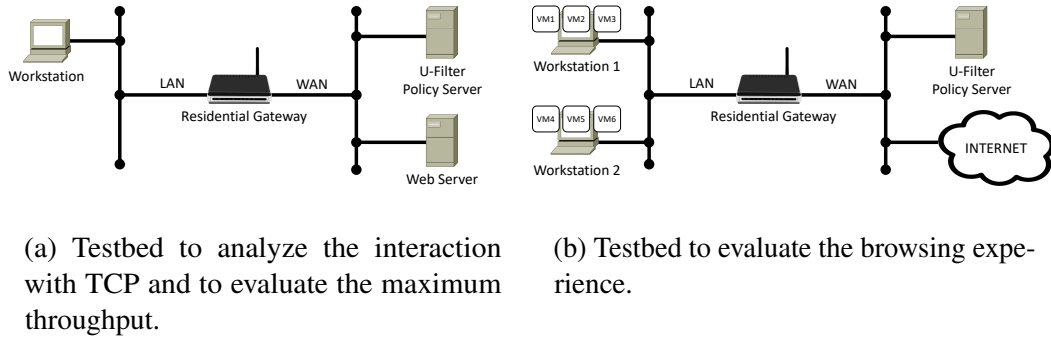 Workstation
LAN
WAN
Residential Gateway
U-Filter
Policy Server
Web Server
VM1 VM2 VM3
Workstation 1
VM4 VM5 VM6
Workstation 2
LAN
WAN
Residential Gateway
U-Filter
Policy Server
INTERNET
(a) Testbed to analyze the interaction
with TCP and to evaluate the maximum
throughput.
(b) Testbed to evaluate the browsing expe-
rience.